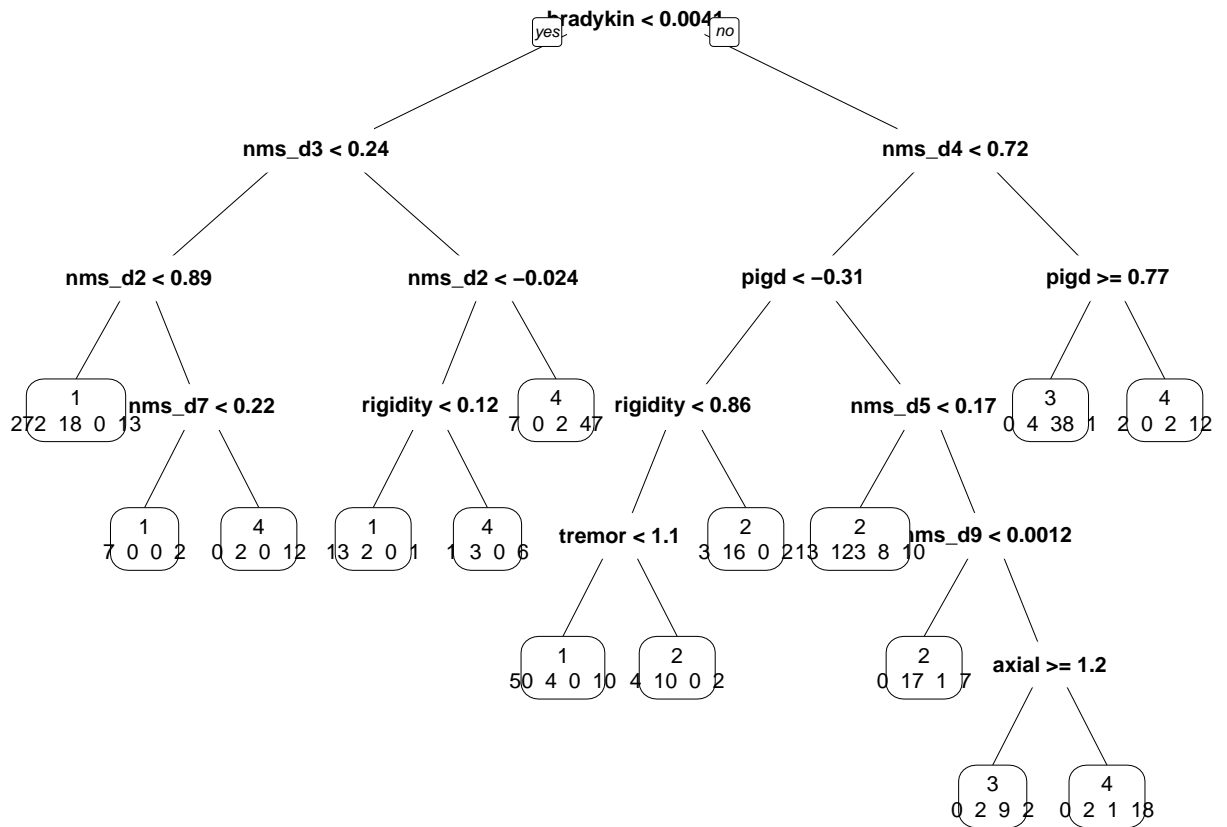 bradykin < 0.0041
yes
no
nms_d3 < 0.24
nms_d4 < 0.72
nms_d2 < 0.89
nms_d2 < −0.024
pigd < −0.31
pigd >= 0.77
1
272 18 0 13
nms_d7 < 0.22
rigidity < 0.12
4
7 0 2 47
rigidity < 0.86
nms_d5 < 0.17
3
0 4 38 1
4
2 0 2 12
1
7 0 0 2
4
0 2 0 12
1
13 2 0 1
4
1 3 0 6
tremor < 1.1
2
3 16 0 2
2
13 123 8 10
nms_d9 < 0.0012
1
50 4 0 10
2
4 10 0 2
2
0 17 1 7
axial >= 1.2
3
0 2 9 2
4
0 2 1 18